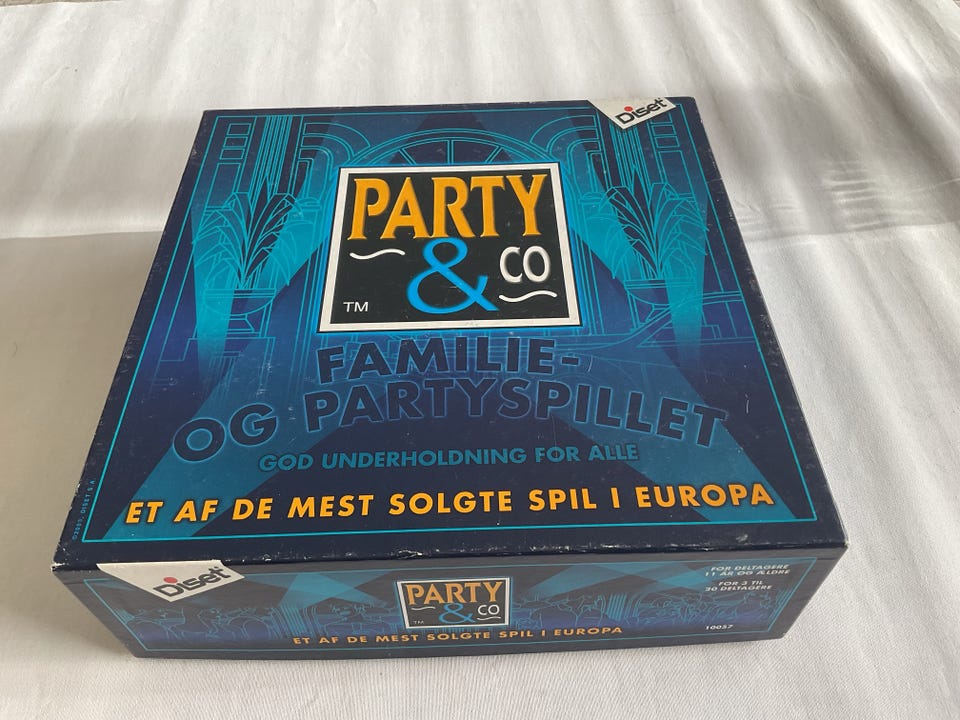 Diset
PARTY
& CO
TM
FAMILIE-
OG PARTYSPILLET
GOD UNDERHOLDNING FOR ALLE
ET AF DE MEST SOLGTE SPIL I EUROPA
DISET S.A.
Diset
PARTY
& CO
TM
ET AF DE MEST SOLGTE SPIL I EUROPA
FOR DELTAGERE
11 ÅR OG ÆLDRE
FOR 3 TIL
20 DELTAGERE
10057